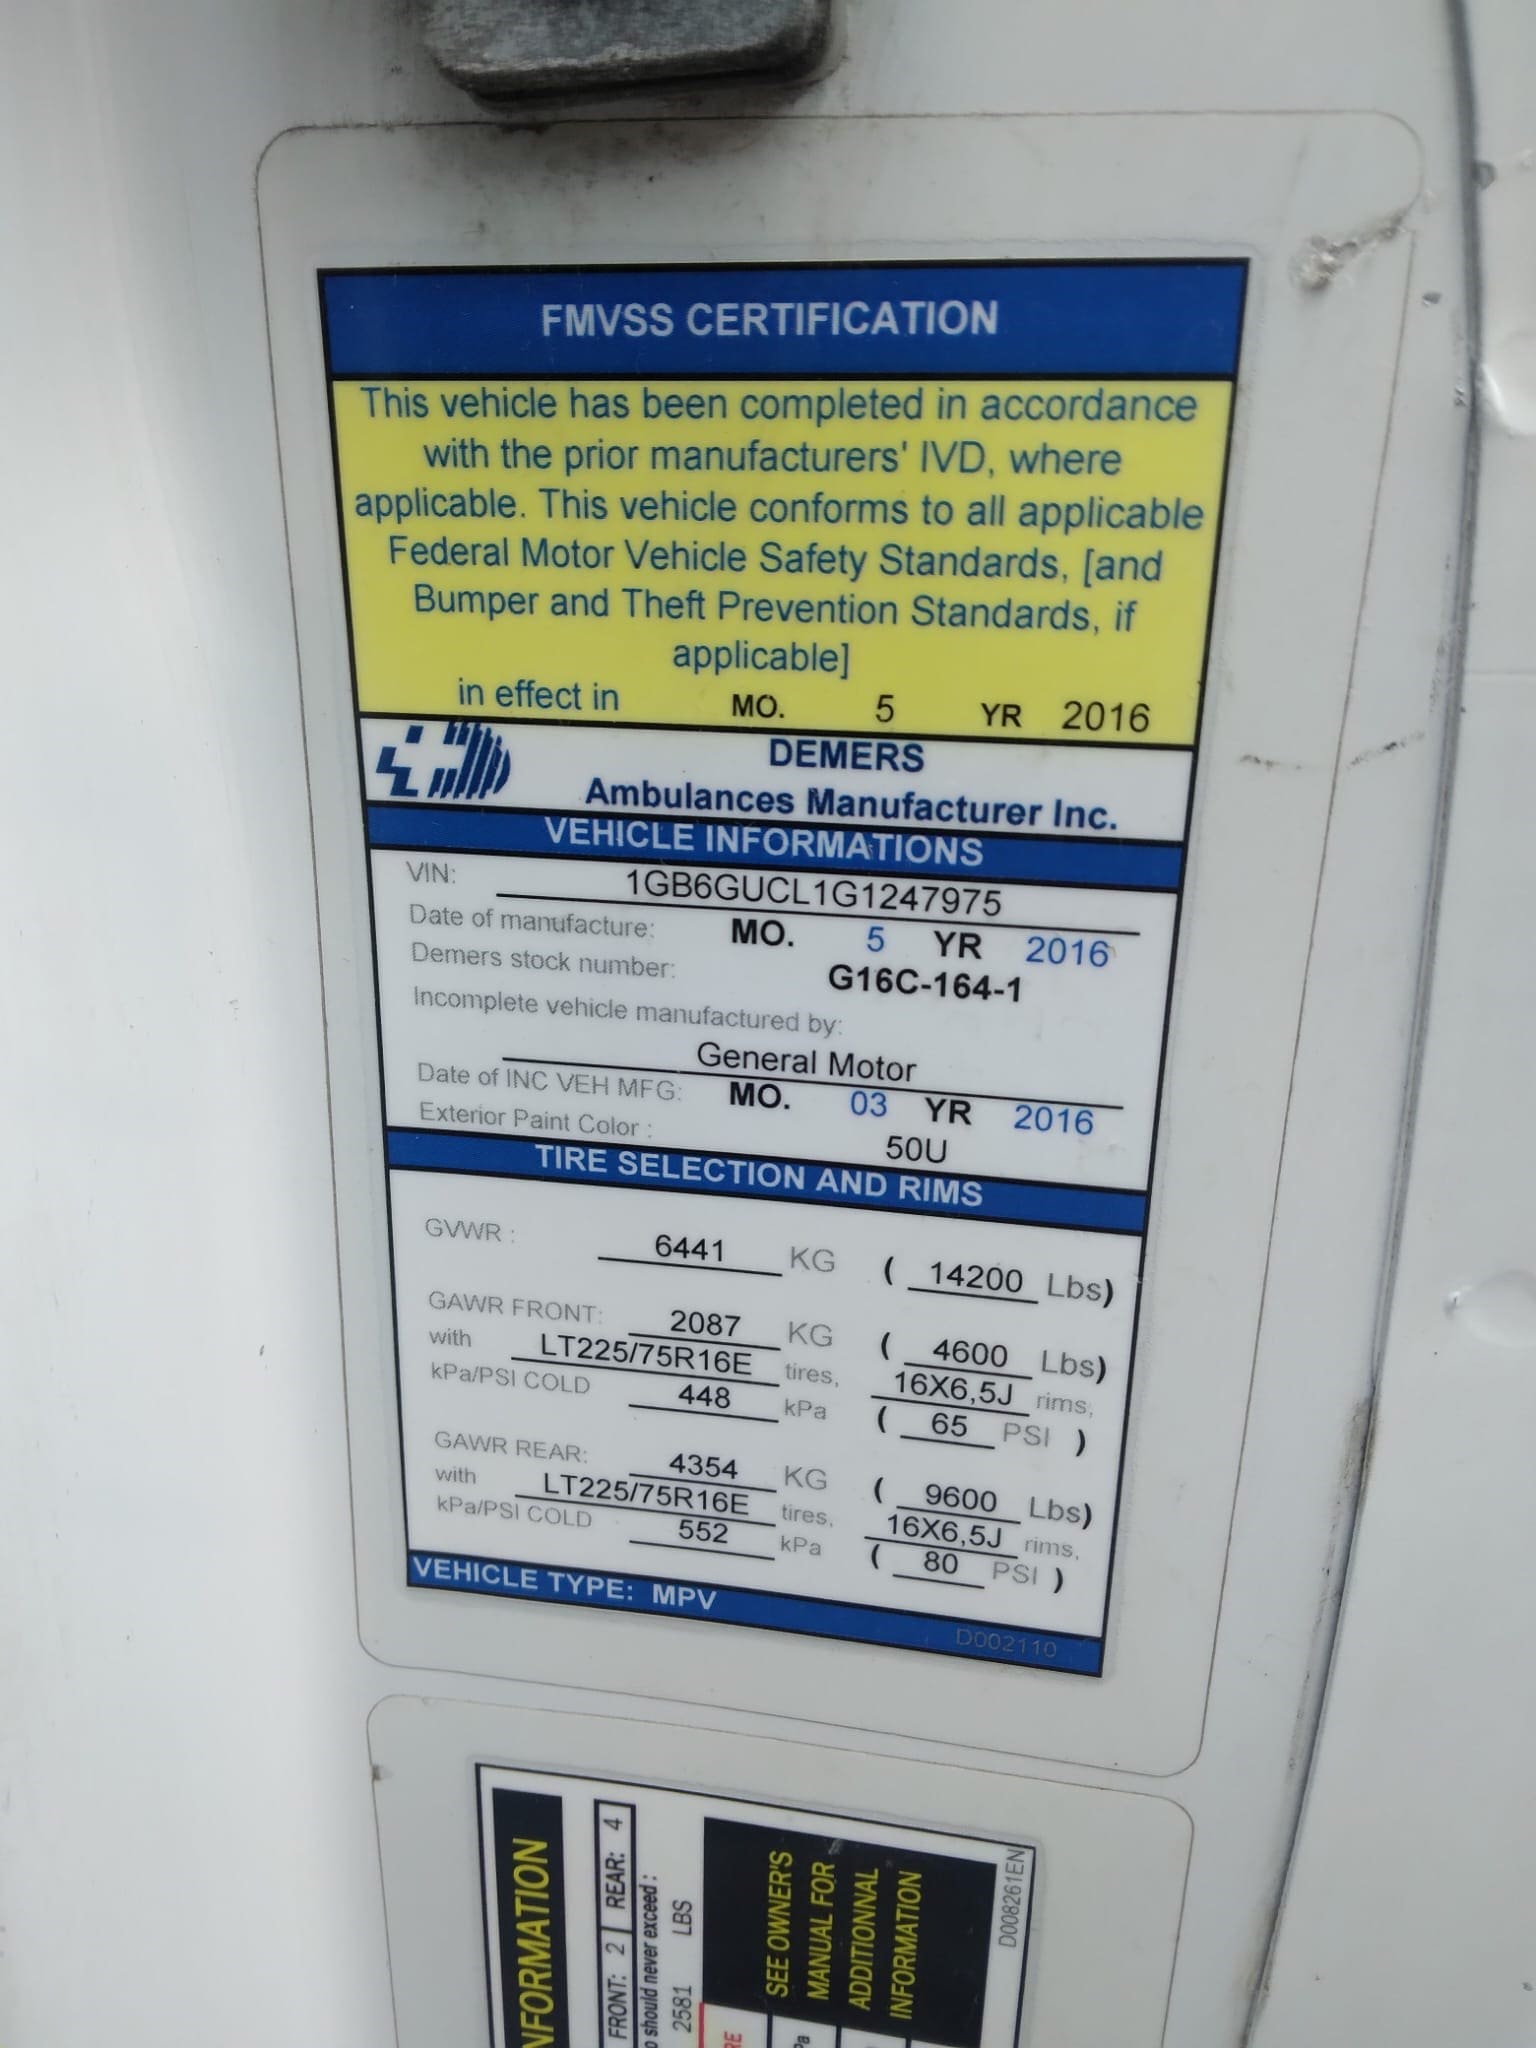 FMVSS CERTIFICATION
This vehicle has been completed in accordance
with the prior manufacturers' IVD, where
applicable. This vehicle conforms to all applicable
Federal Motor Vehicle Safety Standards, [and
Bumper and Theft Prevention Standards, if
applicable]
in effect in MO. 5 YR 2016
DEMERS
Ambulances Manufacturer Inc.
VEHICLE INFORMATIONS
VIN: 1GB6GUCL1G1247975
Date of manufacture: MO. 5 YR 2016
Demers stock number: G16C-164-1
Incomplete vehicle manufactured by:
General Motor
Date of INC VEH MFG: MO. 03 YR 2016
Exterior Paint Color : 50U
TIRE SELECTION AND RIMS
GVWR : 6441 KG ( 14200 Lbs)
GAWR FRONT: 2087 KG ( 4600 Lbs)
with LT225/75R16E tires, 16X6,5J rims,
kPa/PSI COLD 448 kPa ( 65 PSI )
GAWR REAR: 4354 KG ( 9600 Lbs)
with LT225/75R16E tires, 16X6,5J rims,
kPa/PSI COLD 552 kPa ( 80 PSI )
VEHICLE TYPE: MPV
D002110
NFORMATION
FRONT: 2 REAR: 4
should never exceed :
2581 LBS
SEE OWNER'S
MANUAL FOR
ADDITIONNAL
INFORMATION
D008261EN